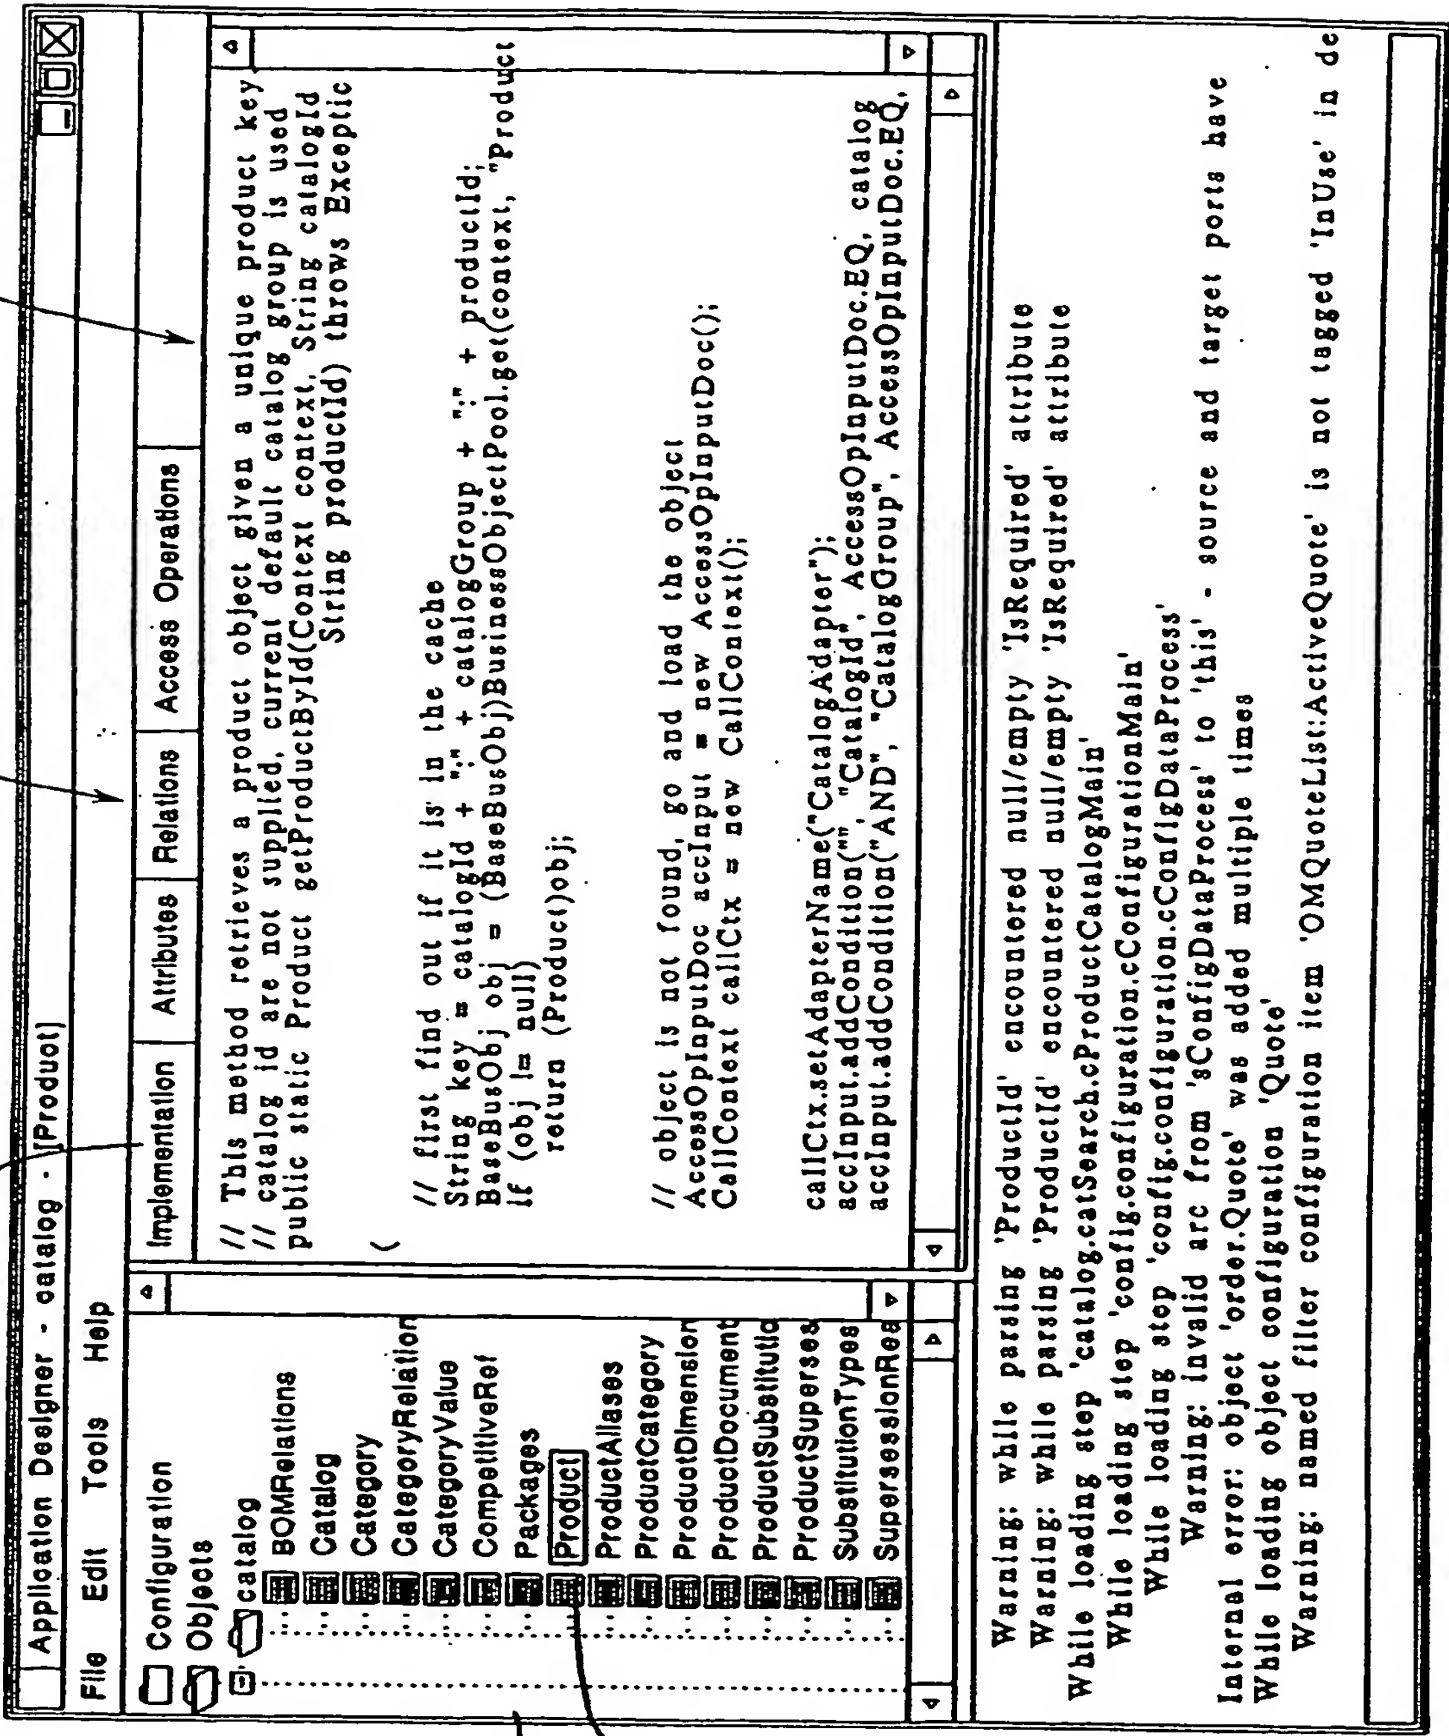 Application Designer - catalog - [Product]
File Edit Tools Help
Configuration
Objects
catalog
BOMRelations
Catalog
Category
CategoryRelation
CategoryValue
CompetitiveRef
Packages
Product
ProductAliases
ProductCategory
ProductDimension
ProductDocument
ProductSubstitutio
ProductSuperses
SubstitutionTypes
SupersessionRea
Implementation Attributes Relations Access Operations
// This method retrieves a product object given a unique product key
// catalog id are not supplied, current default catalog group is used
public static Product getProductById(Context context, String catalogId
String productId) throws Exceptic
(
// first find out if it is in the cache
String key = catalogId + ":" + catalogGroup + ":" + productId;
BaseBusObj obj = (BaseBusObj)BusinessObjectPool.get(context, "Product
if (obj != null)
return (Product)obj;
// object is not found, go and load the object
AccessOpInputDoc accInput = new AccessOpInputDoc();
CallContext callCtx = new CallContext();
callCtx.setAdapterName("CatalogAdapter");
accInput.addCondition("", "CatalogId", AccessOpInputDoc.EQ, catalog
accInput.addCondition("AND", "CatalogGroup", AccessOpInputDoc.EQ,
Warning: while parsing 'ProductId' encountered null/empty 'IsRequired' attribute
Warning: while parsing 'ProductId' encountered null/empty 'IsRequired' attribute
While loading step 'catalog.catSearch.cProductCatalogMain'
While loading step 'config.configuration.cConfigurationMain'
While loading step 'config.configuration.cConfigDataProcess'
Warning: invalid arc from 'sConfigDataProcess' to 'this' - source and target ports have
Internal error: object 'order.Quote' was added multiple times
While loading object configuration 'Quote'
Warning: named filter configuration item 'OMQuoteList:ActiveQuote' is not tagged 'InUse' in de